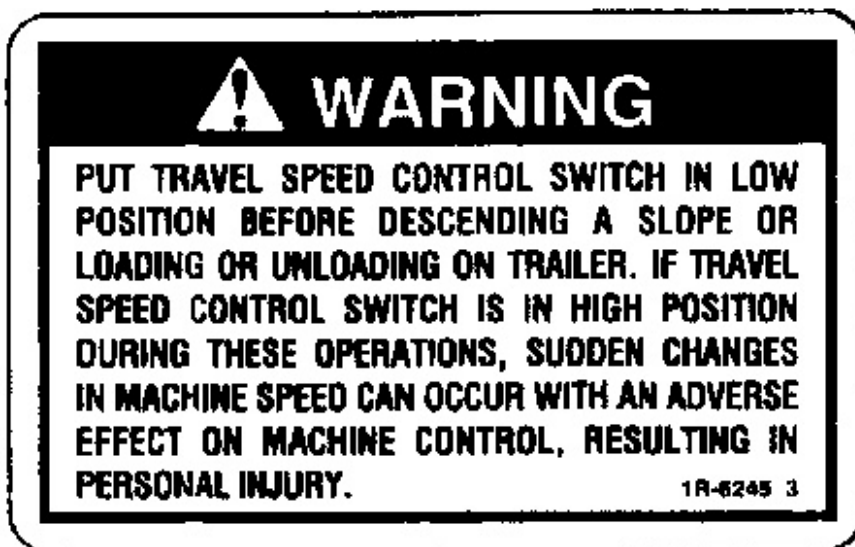 WARNING
PUT TRAVEL SPEED CONTROL SWITCH IN LOW
POSITION BEFORE DESCENDING A SLOPE OR
LOADING OR UNLOADING ON TRAILER. IF TRAVEL
SPEED CONTROL SWITCH IS IN HIGH POSITION
DURING THESE OPERATIONS, SUDDEN CHANGES
IN MACHINE SPEED CAN OCCUR WITH AN ADVERSE
EFFECT ON MACHINE CONTROL, RESULTING IN
PERSONAL INJURY. 1R-6245 3